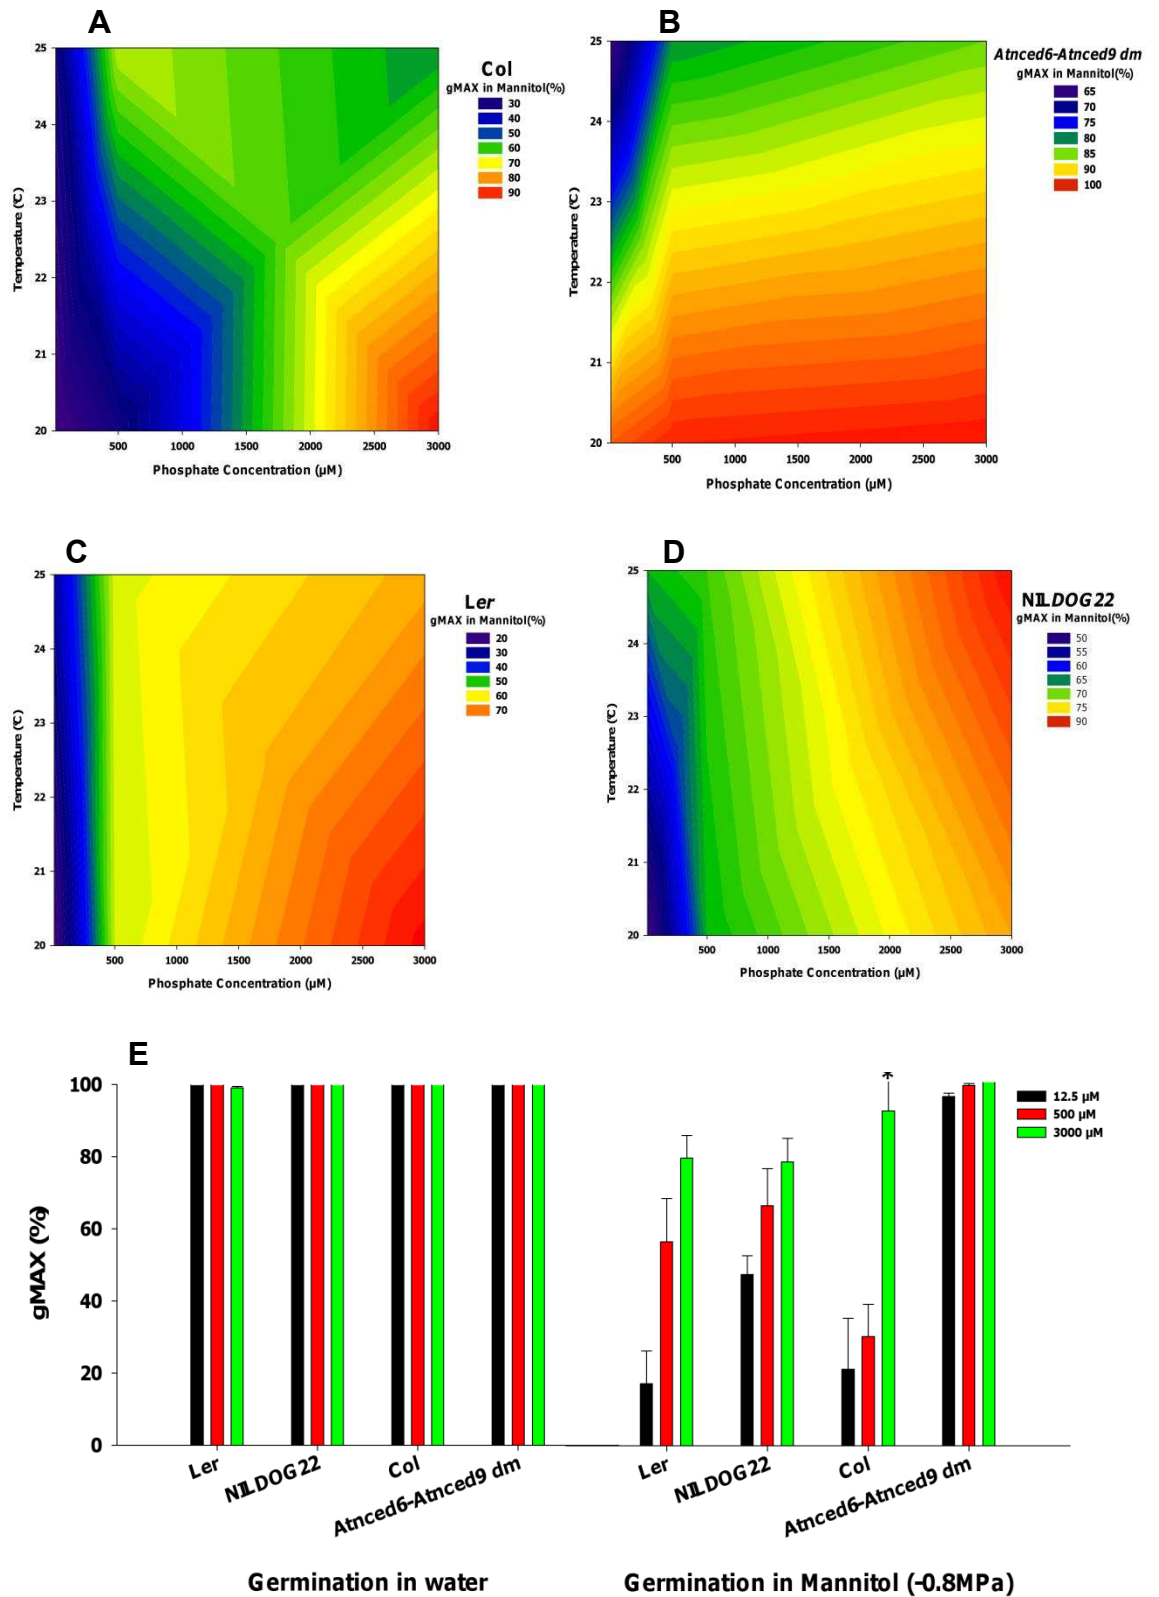 A
Col
gMAX in Mannitol(%)
30
40
50
60
70
80
90
25
24
23
22
21
20
Temperature (°C)
500 1000 1500 2000 2500 3000
Phosphate Concentration (µM)
B
Atnced6-Atnced9 dm
gMAX in Mannitol(%)
65
70
75
80
85
90
100
25
24
23
22
21
20
Temperature (°C)
500 1000 1500 2000 2500 3000
Phosphate Concentration (µM)
C
Ler
gMAX in Mannitol(%)
20
30
40
50
60
70
25
24
23
22
21
20
Temperature (°C)
500 1000 1500 2000 2500 3000
Phosphate Concentration (µM)
D
NILDOG22
gMAX in Mannitol(%)
50
55
60
65
70
75
90
25
24
23
22
21
20
Temperature (°C)
500 1000 1500 2000 2500 3000
Phosphate Concentration (µM)
E
100
80
60
40
20
0
gMAX (%)
*
12.5 µM
500 µM
3000 µM
Ler NILDOG22 Col Atnced6-Atnced9 dm
Ler NILDOG22 Col Atnced6-Atnced9 dm
Germination in water
Germination in Mannitol (-0.8MPa)